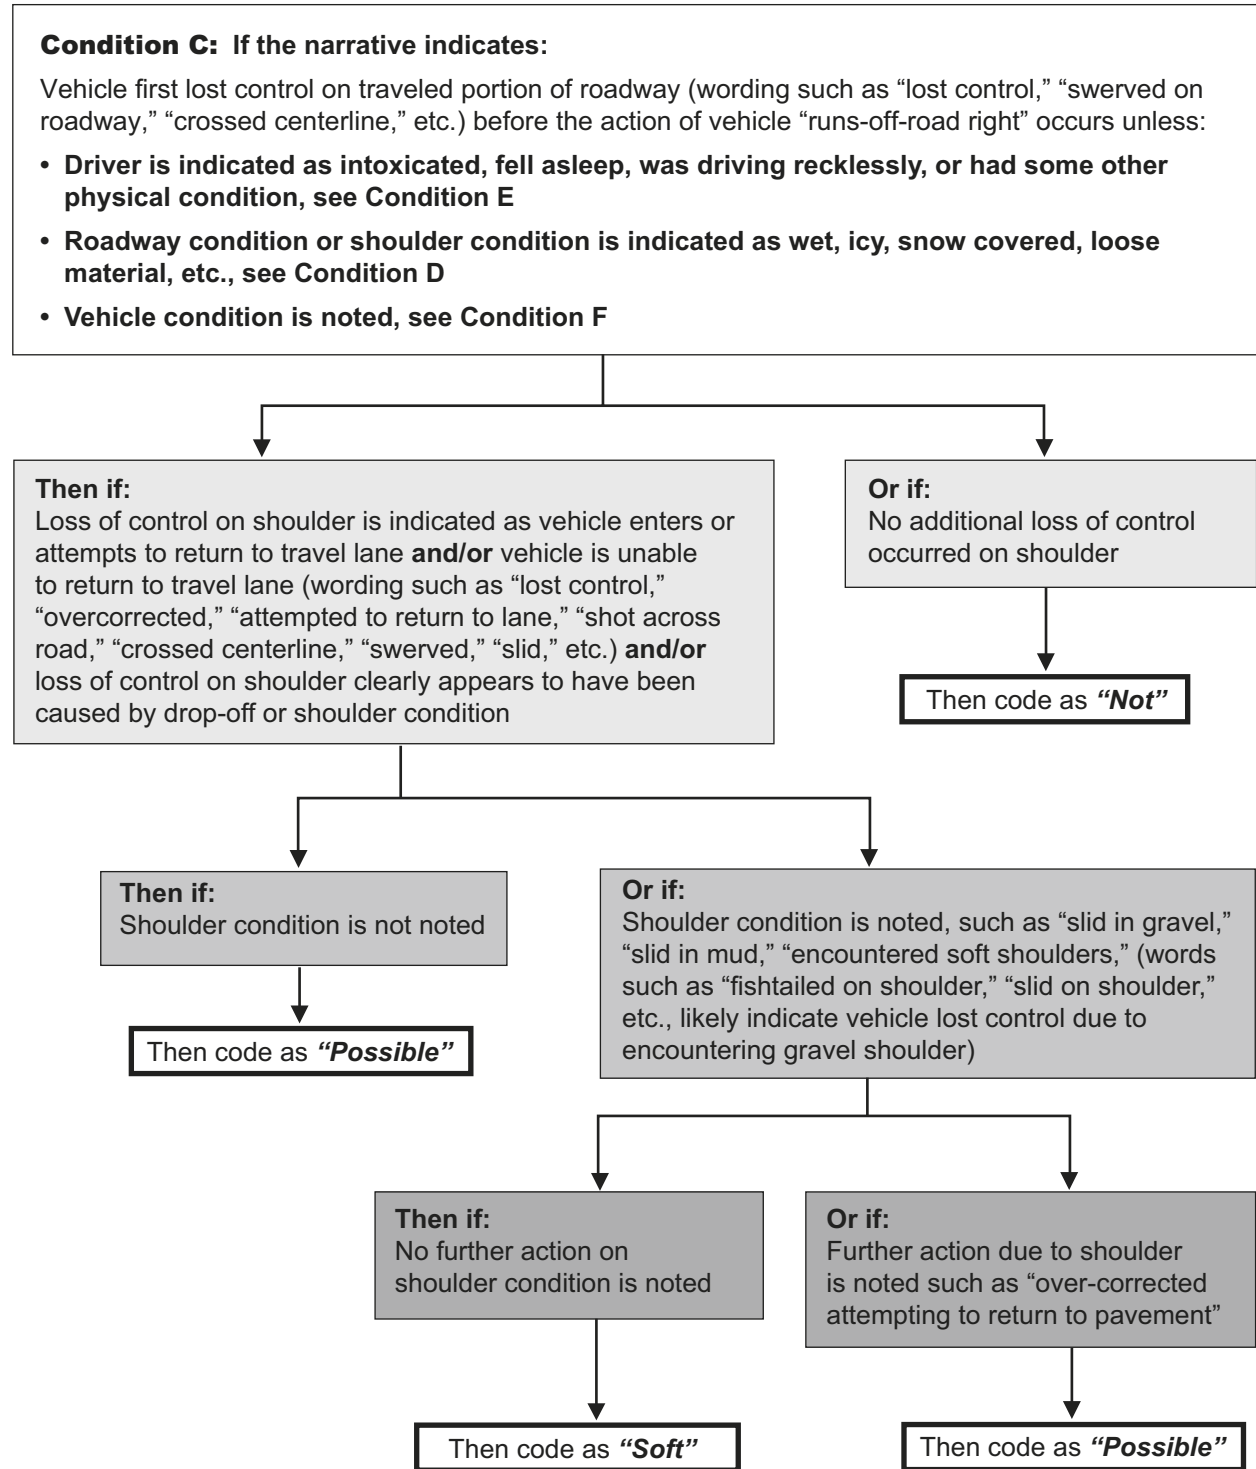 Condition C: If the narrative indicates:
Vehicle first lost control on traveled portion of roadway (wording such as “lost control,” “swerved on
roadway,” “crossed centerline,” etc.) before the action of vehicle “runs-off-road right” occurs unless:
• Driver is indicated as intoxicated, fell asleep, was driving recklessly, or had some other
physical condition, see Condition E
• Roadway condition or shoulder condition is indicated as wet, icy, snow covered, loose
material, etc., see Condition D
• Vehicle condition is noted, see Condition F
Then if:
Loss of control on shoulder is indicated as vehicle enters or
attempts to return to travel lane and/or vehicle is unable
to return to travel lane (wording such as “lost control,”
“overcorrected,” “attempted to return to lane,” “shot across
road,” “crossed centerline,” “swerved,” “slid,” etc.) and/or
loss of control on shoulder clearly appears to have been
caused by drop-off or shoulder condition
Or if:
No additional loss of control
occurred on shoulder
Then code as “Not”
Then if:
Shoulder condition is not noted
Then code as “Possible”
Or if:
Shoulder condition is noted, such as “slid in gravel,”
“slid in mud,” “encountered soft shoulders,” (words
such as “fishtailed on shoulder,” “slid on shoulder,”
etc., likely indicate vehicle lost control due to
encountering gravel shoulder)
Then if:
No further action on
shoulder condition is noted
Then code as “Soft”
Or if:
Further action due to shoulder
is noted such as “over-corrected
attempting to return to pavement”
Then code as “Possible”